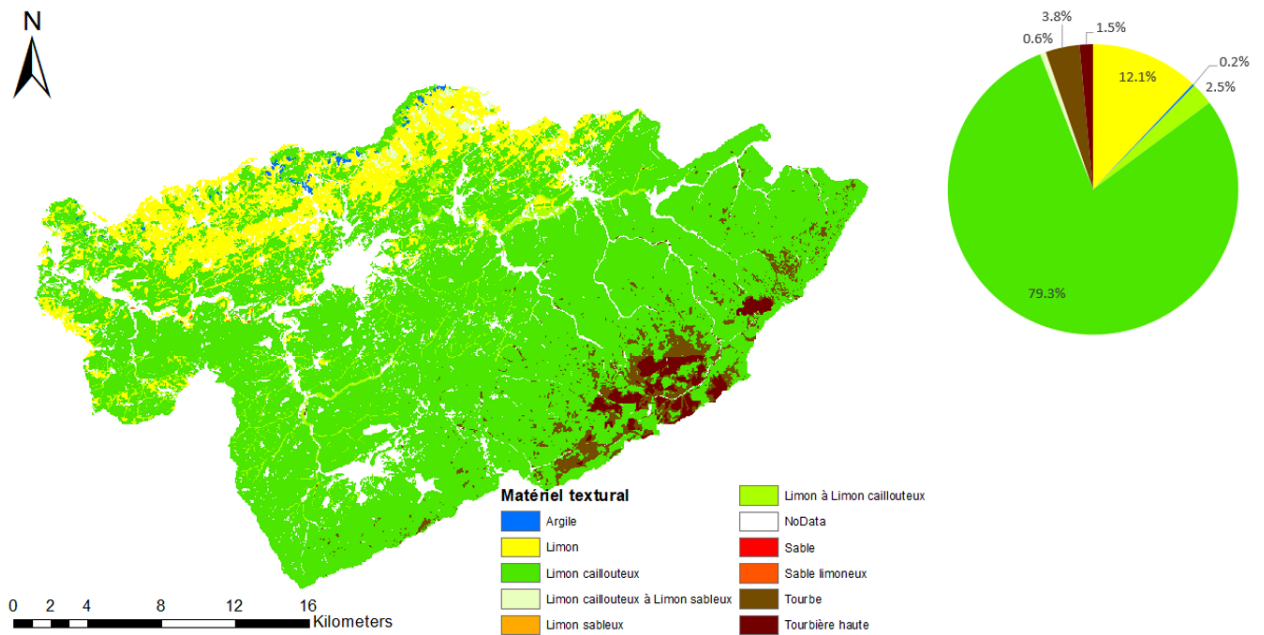 N
3.8%
1.5%
0.6%
12.1%
0.2%
2.5%
79.3%
Matériel textural
Argile
Limon
Limon caillouteux
Limon caillouteux à Limon sableux
Limon sableux
Limon à Limon caillouteux
NoData
Sable
Sable limoneux
Tourbe
Tourbière haute
0 2 4 8 12 16
Kilometers